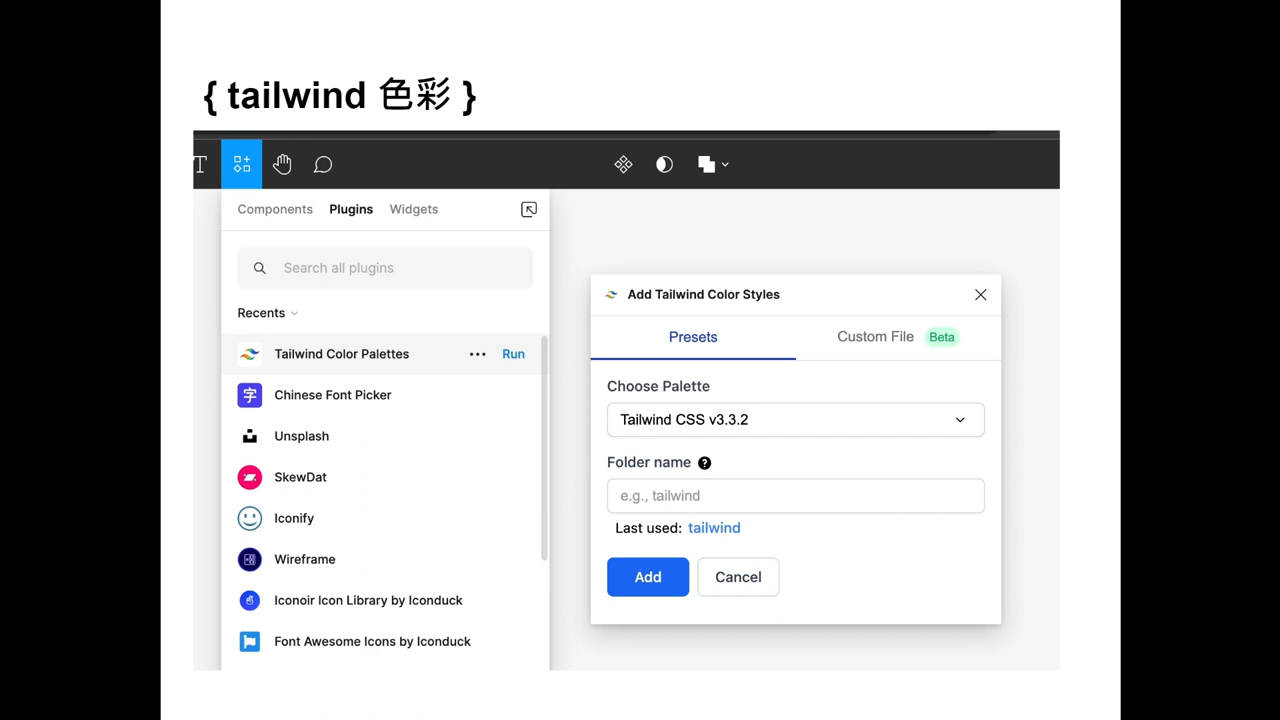 { tailwind 色彩 }
T
Components Plugins Widgets
Search all plugins
Recents
Tailwind Color Palettes ... Run
字 Chinese Font Picker
Unsplash
SkewDat
Iconify
Wireframe
Iconoir Icon Library by Iconduck
Font Awesome Icons by Iconduck
Add Tailwind Color Styles
Presets Custom File Beta
Choose Palette
Tailwind CSS v3.3.2
Folder name ?
e.g., tailwind
Last used: tailwind
Add Cancel